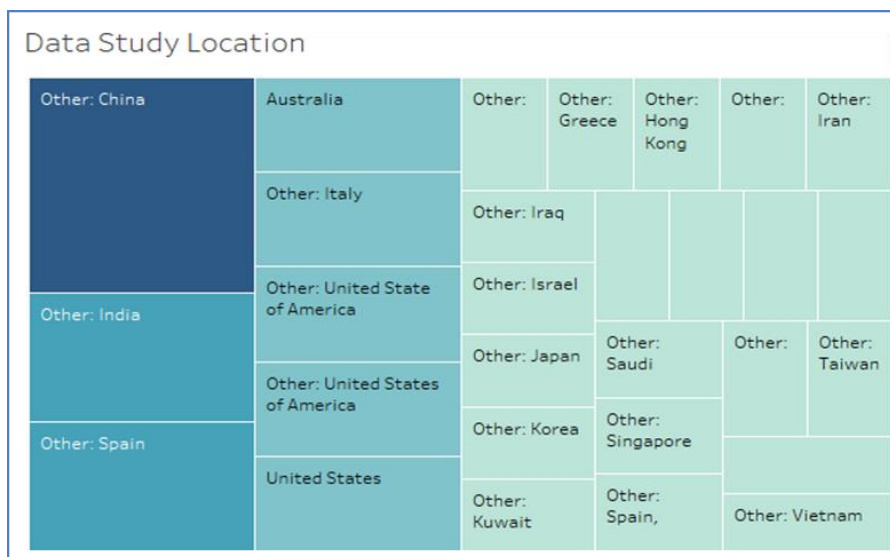 Data Study Location
Other: China
Other: India
Other: Spain
Australia
Other: Italy
Other: United State
of America
Other: United States
of America
United States
Other:
Other:
Greece
Other:
Hong
Kong
Other:
Other:
Iran
Other: Iraq
Other: Israel
Other: Japan
Other: Korea
Other:
Kuwait
Other:
Saudi
Other:
Singapore
Other:
Spain,
Other:
Other:
Taiwan
Other: Vietnam